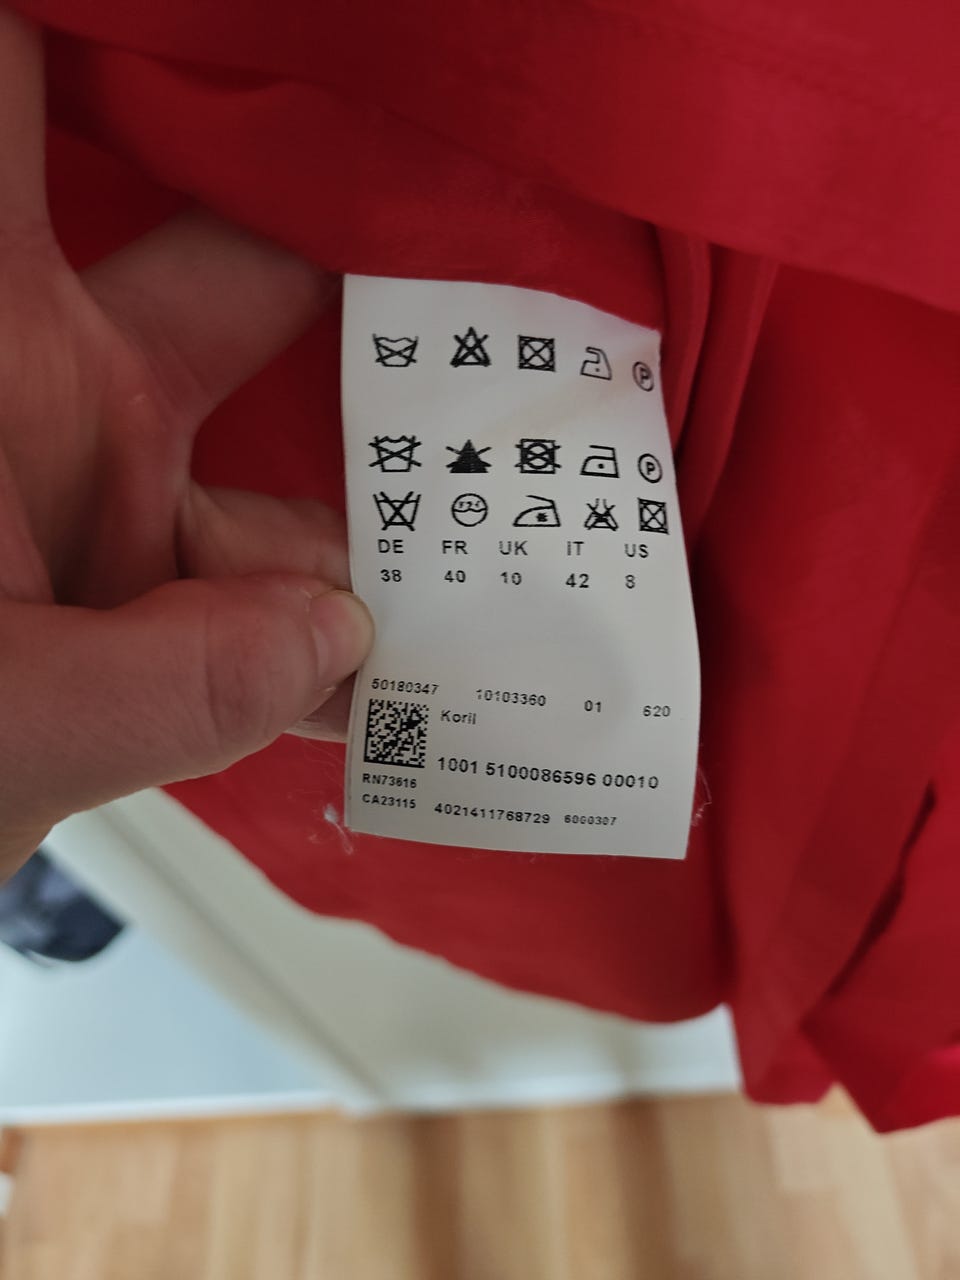 P
P
DE FR UK IT US
38 40 10 42 8
50180347 10103360 01 620
Koril
1001 5100086596 00010
RN73616
CA23115 4021411768729 6000307